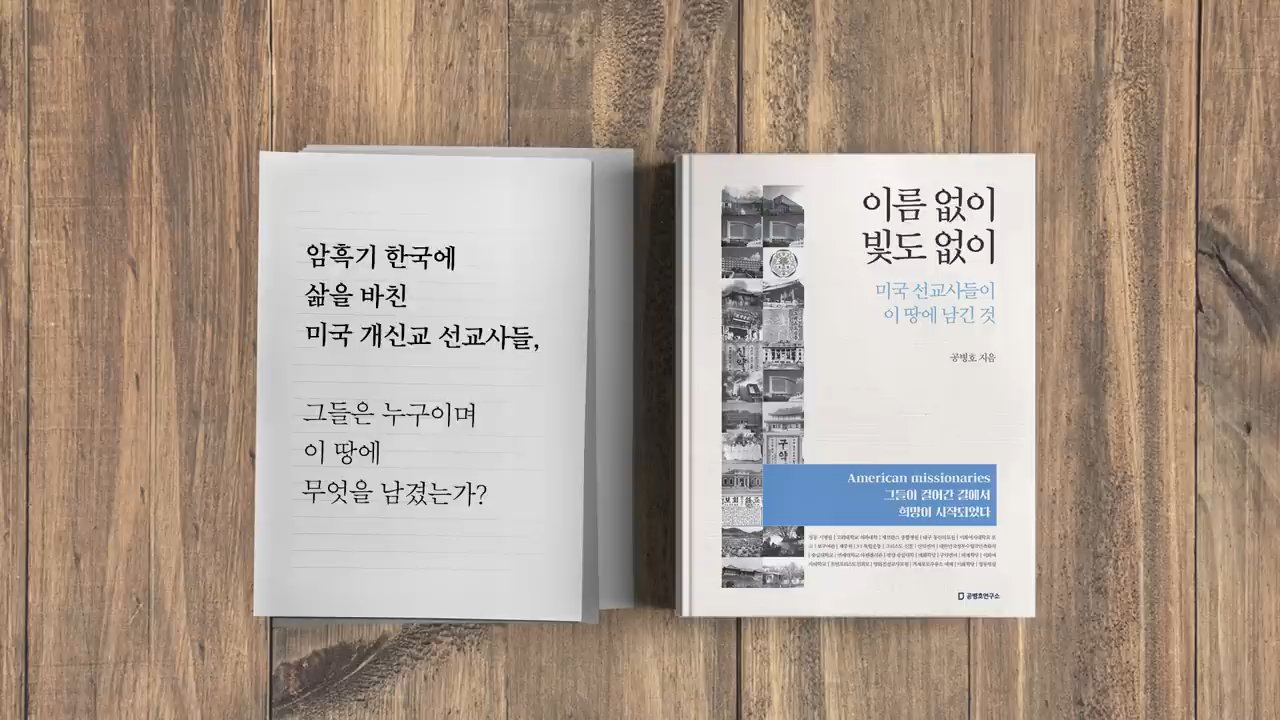 암흑기 한국에
삶을 바친
미국 개신교 선교사들,
그들은 누구이며
이 땅에
무엇을 남겼는가?
이름 없이
빛도 없이
미국 선교사들이
이 땅에 남긴 것
공병호 지음
구약
American missionaries
그들이 걸어간 길에서
희망이 시작되었다
공병호연구소